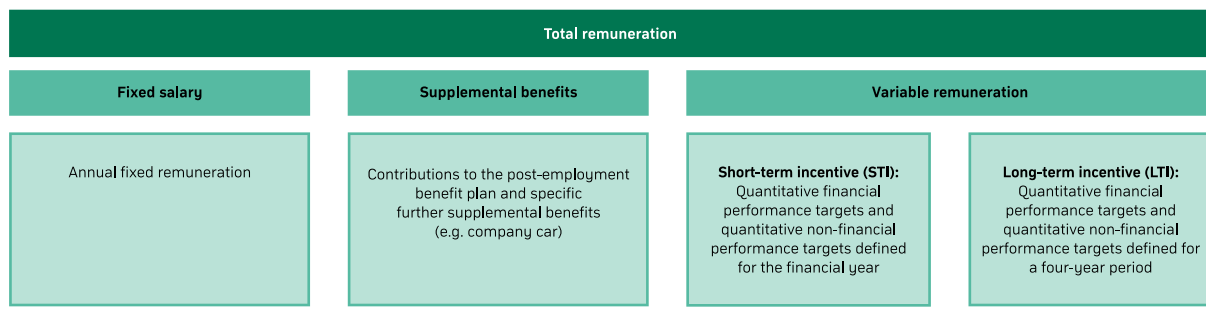 Total remuneration
Fixed salary
Supplemental benefits
Variable remuneration
Annual fixed remuneration
Contributions to the post-employment
benefit plan and specific
further supplemental benefits
(e.g. company car)
Short-term incentive (STI):
Quantitative financial
performance targets and
quantitative non-financial
performance targets defined
for the financial year
Long-term incentive (LTI):
Quantitative financial
performance targets and
quantitative non-financial
performance targets defined for
a four-year period